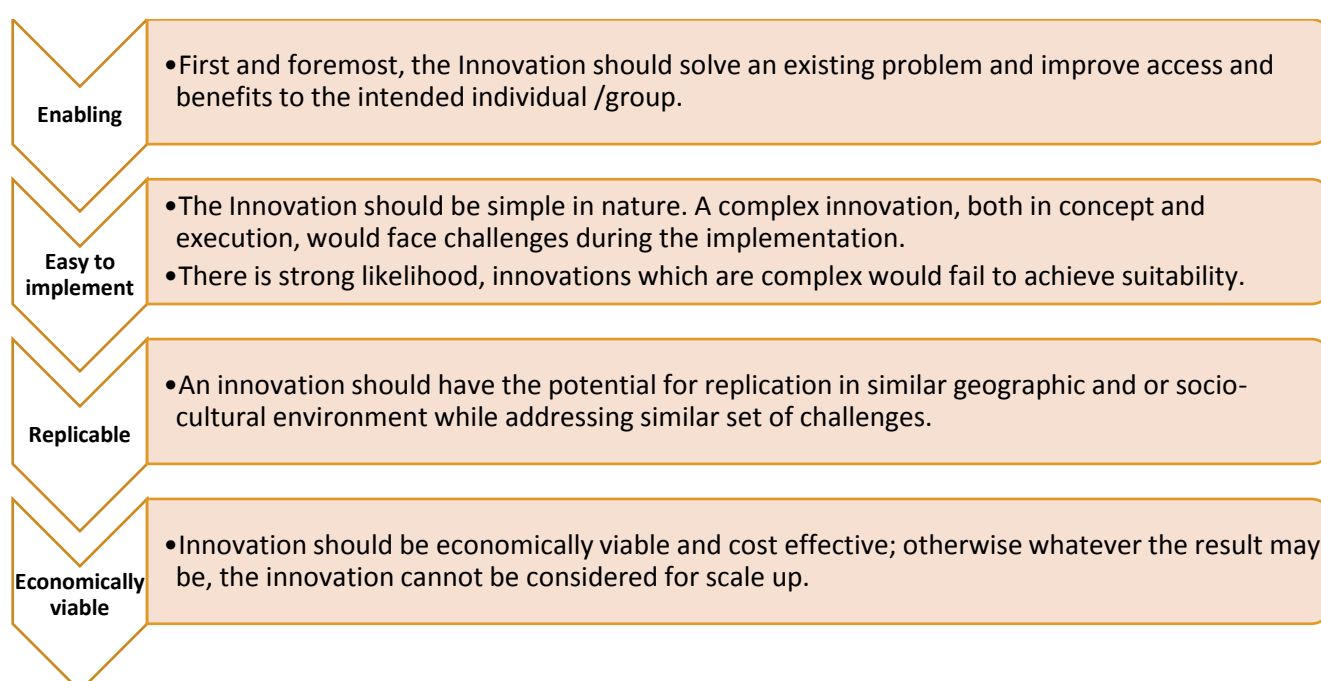 Enabling
•First and foremost, the Innovation should solve an existing problem and improve access and
benefits to the intended individual /group.
Easy to
implement
•The Innovation should be simple in nature. A complex innovation, both in concept and
execution, would face challenges during the implementation.
•There is strong likelihood, innovations which are complex would fail to achieve suitability.
Replicable
•An innovation should have the potential for replication in similar geographic and or socio-
cultural environment while addressing similar set of challenges.
Economically
viable
•Innovation should be economically viable and cost effective; otherwise whatever the result may
be, the innovation cannot be considered for scale up.